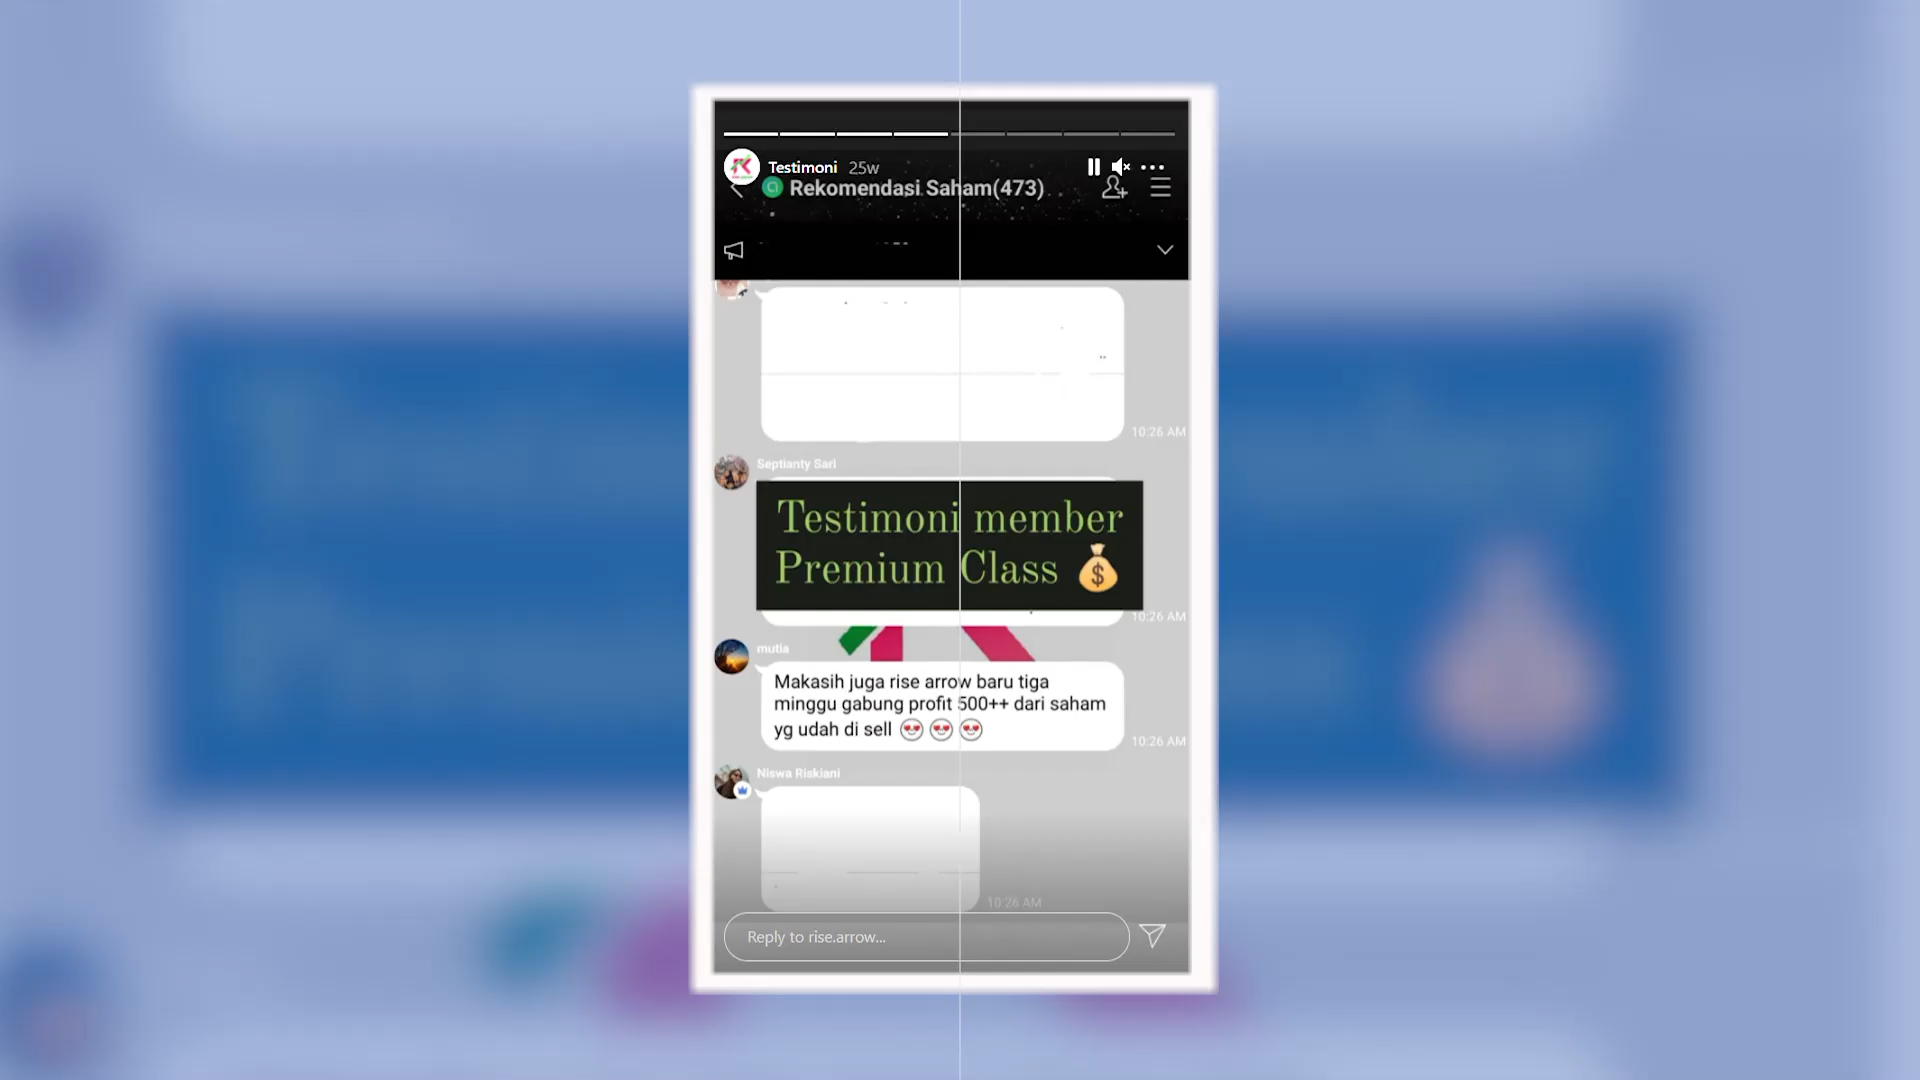 Testimoni 25w
Rekomendasi Saham(473)
10:26 AM
Septianty Sari
Testimoni member
Premium Class
10:26 AM
mutia
Makasih juga rise arrow baru tiga
minggu gabung profit 500++ dari saham
yg udah di sell
10:26 AM
Niswa Riskiani
10:26 AM
Reply to rise.arrow...